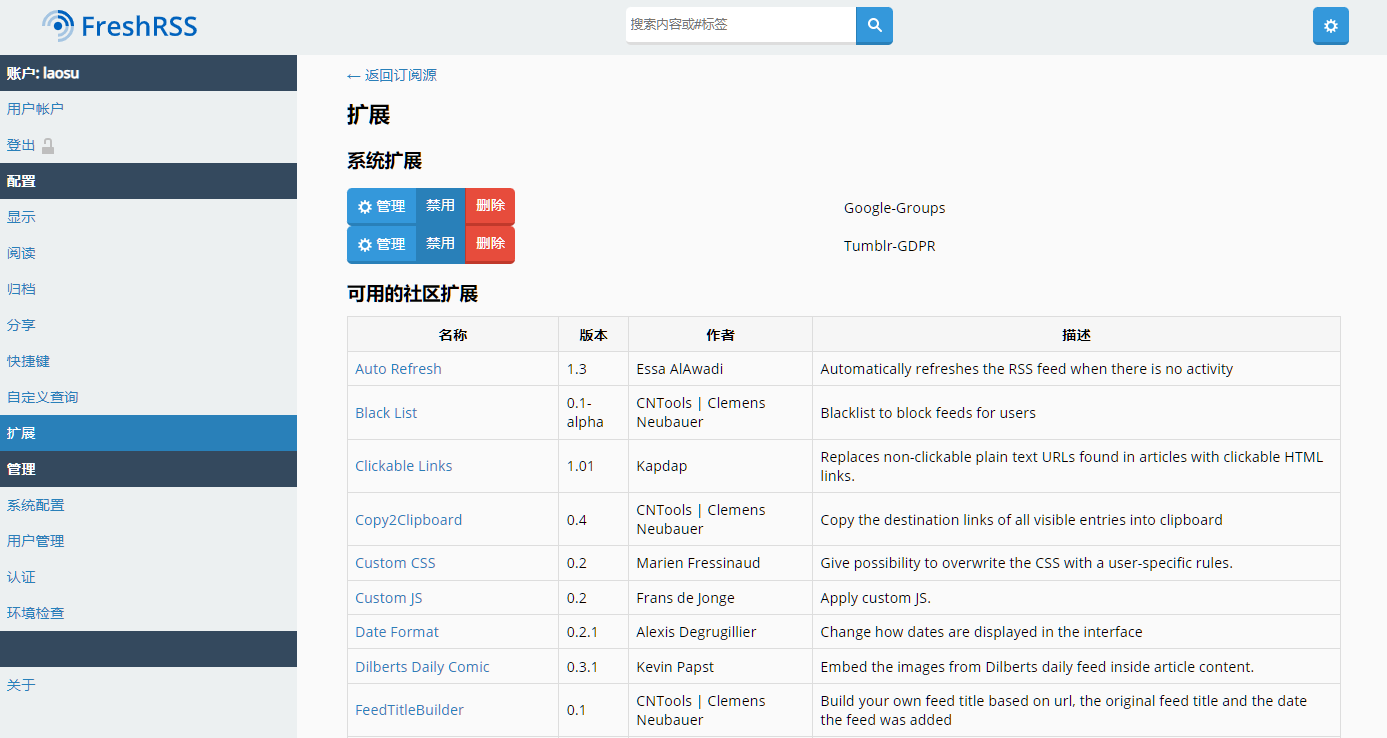 FreshRSS
搜索内容或#标签
账户: laosu
用户帐户
登出
配置
显示
阅读
归档
分享
快捷键
自定义查询
扩展
管理
系统配置
用户管理
认证
环境检查
关于
← 返回订阅源
扩展
系统扩展
管理 禁用 删除 Google-Groups
管理 禁用 删除 Tumblr-GDPR
可用的社区扩展
名称 版本 作者 描述
Auto Refresh 1.3 Essa AlAwadi Automatically refreshes the RSS feed when there is no activity
Black List 0.1-
alpha CNTools | Clemens
Neubauer Blacklist to block feeds for users
Clickable Links 1.01 Kapdap Replaces non-clickable plain text URLs found in articles with clickable HTML
links.
Copy2Clipboard 0.4 CNTools | Clemens
Neubauer Copy the destination links of all visible entries into clipboard
Custom CSS 0.2 Marien Fressinaud Give possibility to overwrite the CSS with a user-specific rules.
Custom JS 0.2 Frans de Jonge Apply custom JS.
Date Format 0.2.1 Alexis Degrugillier Change how dates are displayed in the interface
Dilberts Daily Comic 0.3.1 Kevin Papst Embed the images from Dilberts daily feed inside article content.
FeedTitleBuilder 0.1 CNTools | Clemens
Neubauer Build your own feed title based on url, the original feed title and the date
the feed was added